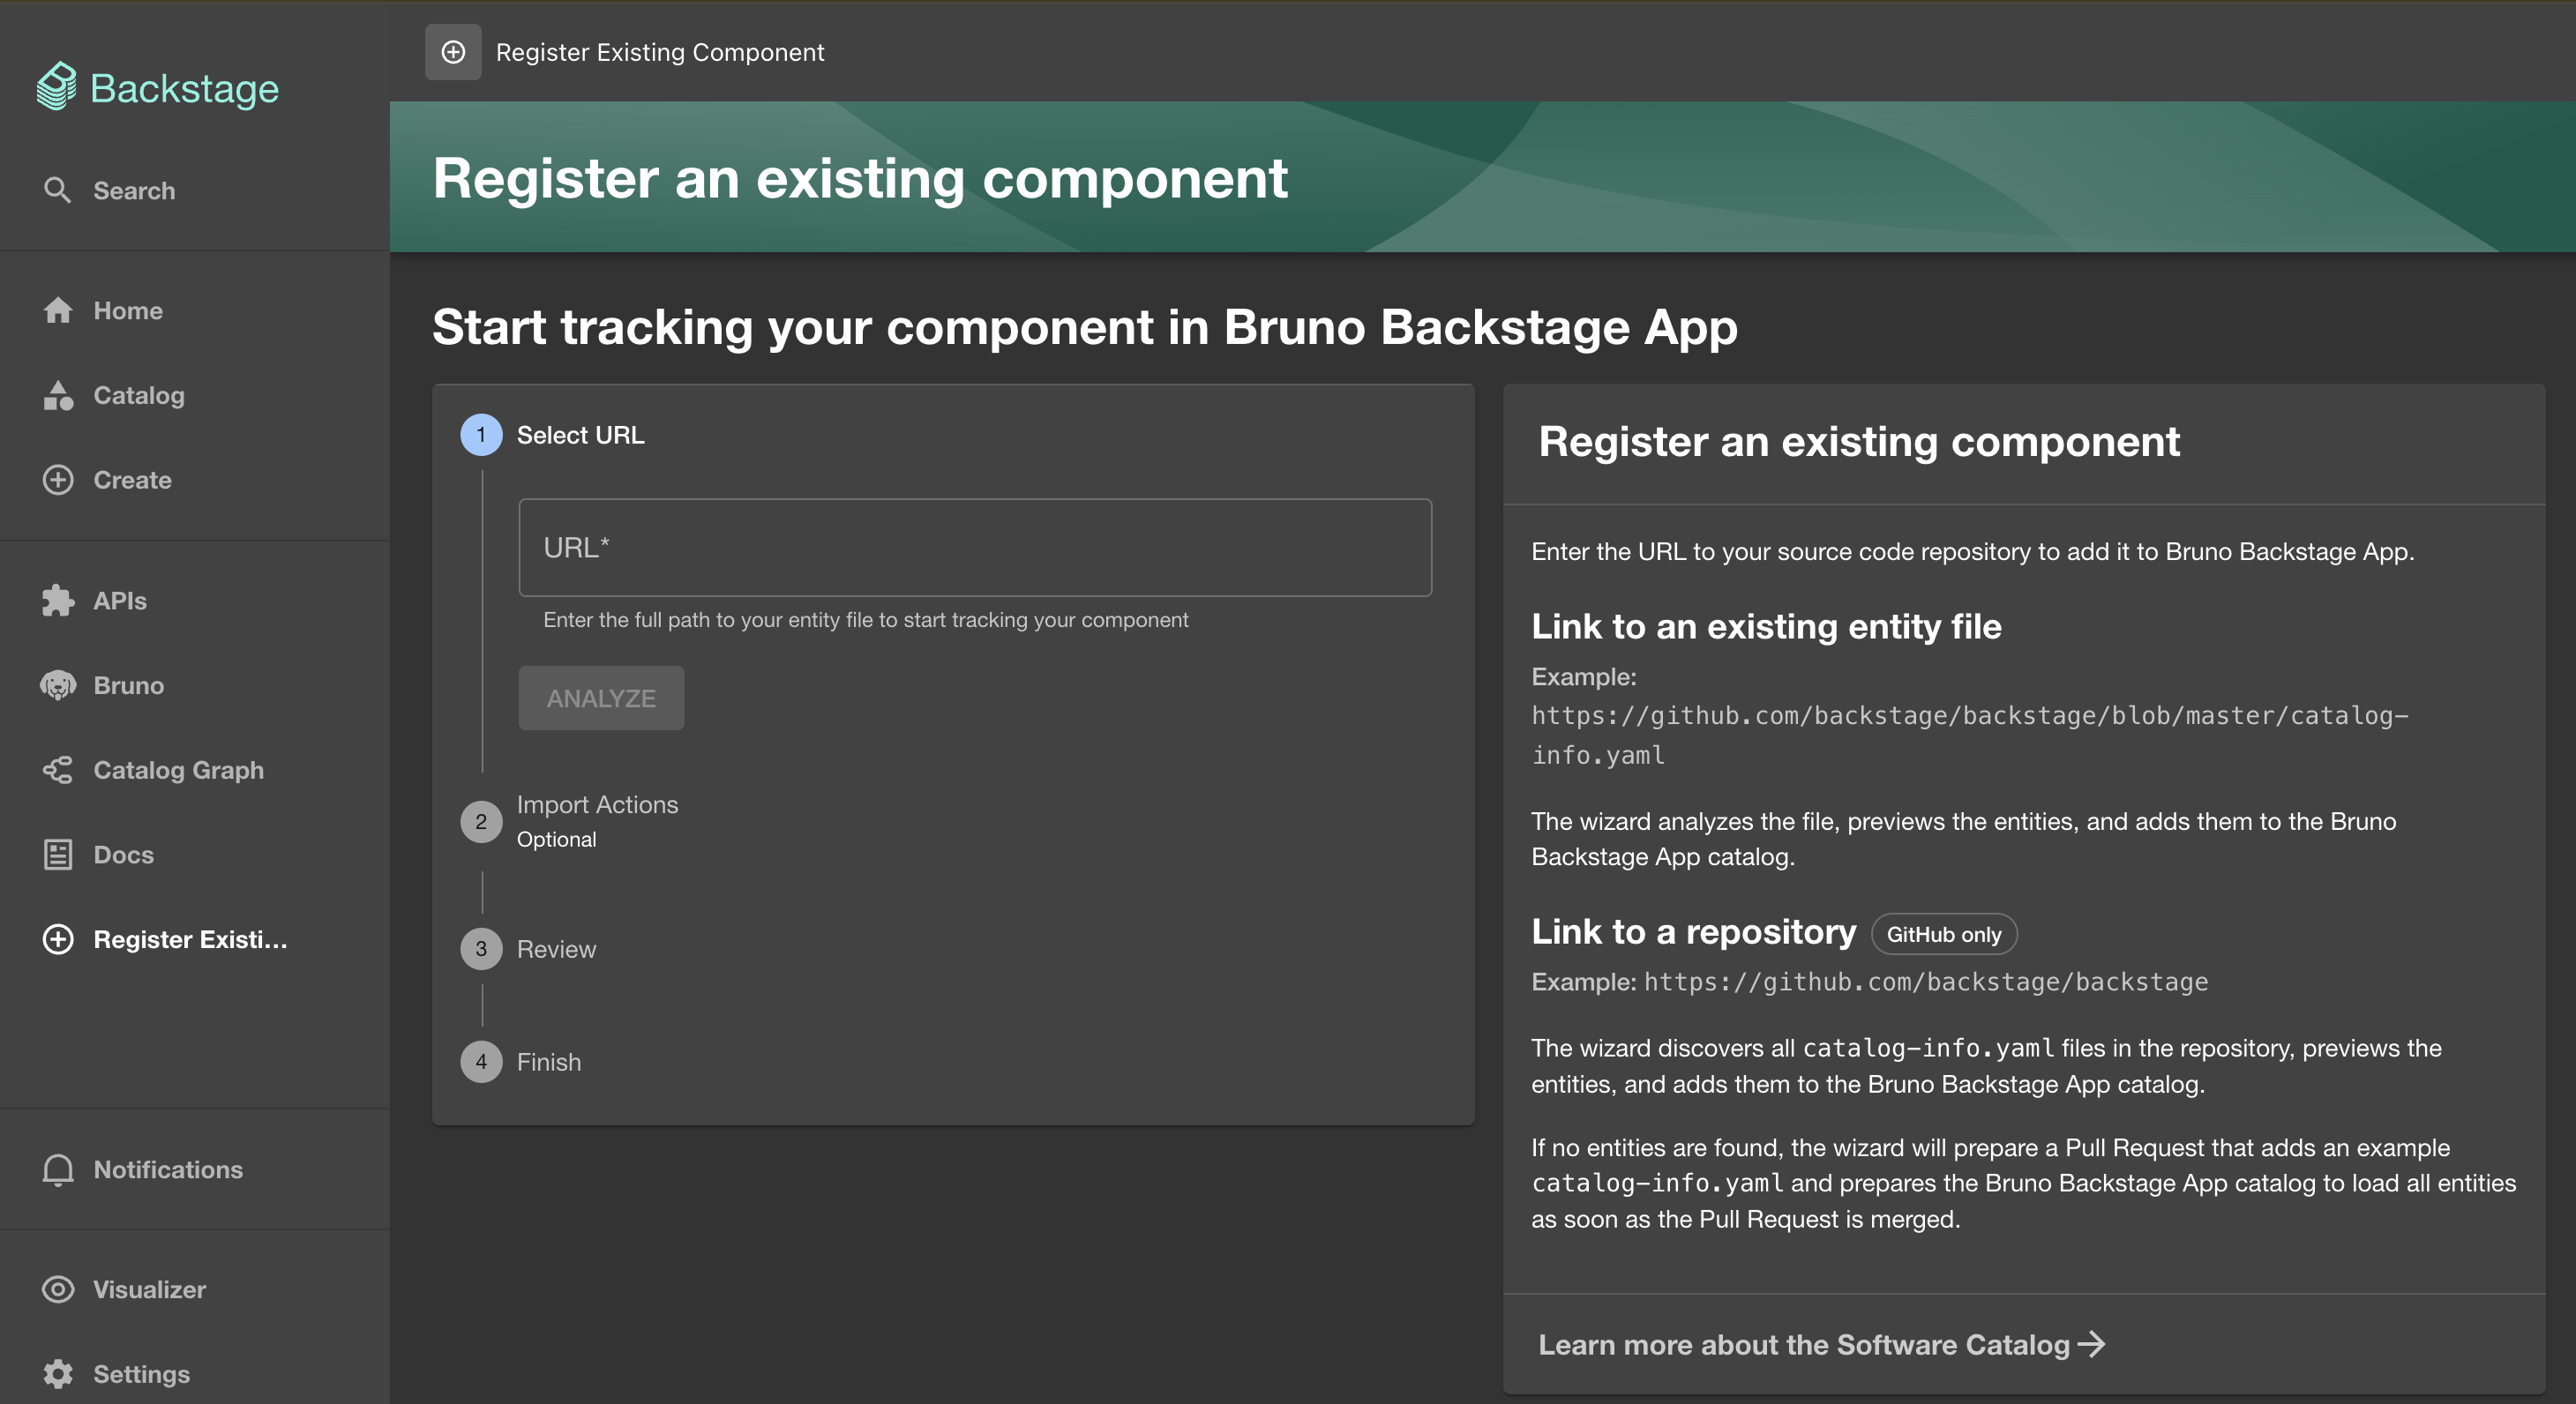 Backstage
Search
Home
Catalog
Create
APIs
Bruno
Catalog Graph
Docs
Register Existi...
Notifications
Visualizer
Settings
Register Existing Component
Register an existing component
Start tracking your component in Bruno Backstage App
1 Select URL
URL*
Enter the full path to your entity file to start tracking your component
ANALYZE
2 Import Actions
Optional
3 Review
4 Finish
Register an existing component
Enter the URL to your source code repository to add it to Bruno Backstage App.
Link to an existing entity file
Example:
https://github.com/backstage/backstage/blob/master/catalog-
info.yaml
The wizard analyzes the file, previews the entities, and adds them to the Bruno
Backstage App catalog.
Link to a repository GitHub only
Example: https://github.com/backstage/backstage
The wizard discovers all catalog-info.yaml files in the repository, previews the
entities, and adds them to the Bruno Backstage App catalog.
If no entities are found, the wizard will prepare a Pull Request that adds an example
catalog-info.yaml and prepares the Bruno Backstage App catalog to load all entities
as soon as the Pull Request is merged.
Learn more about the Software Catalog